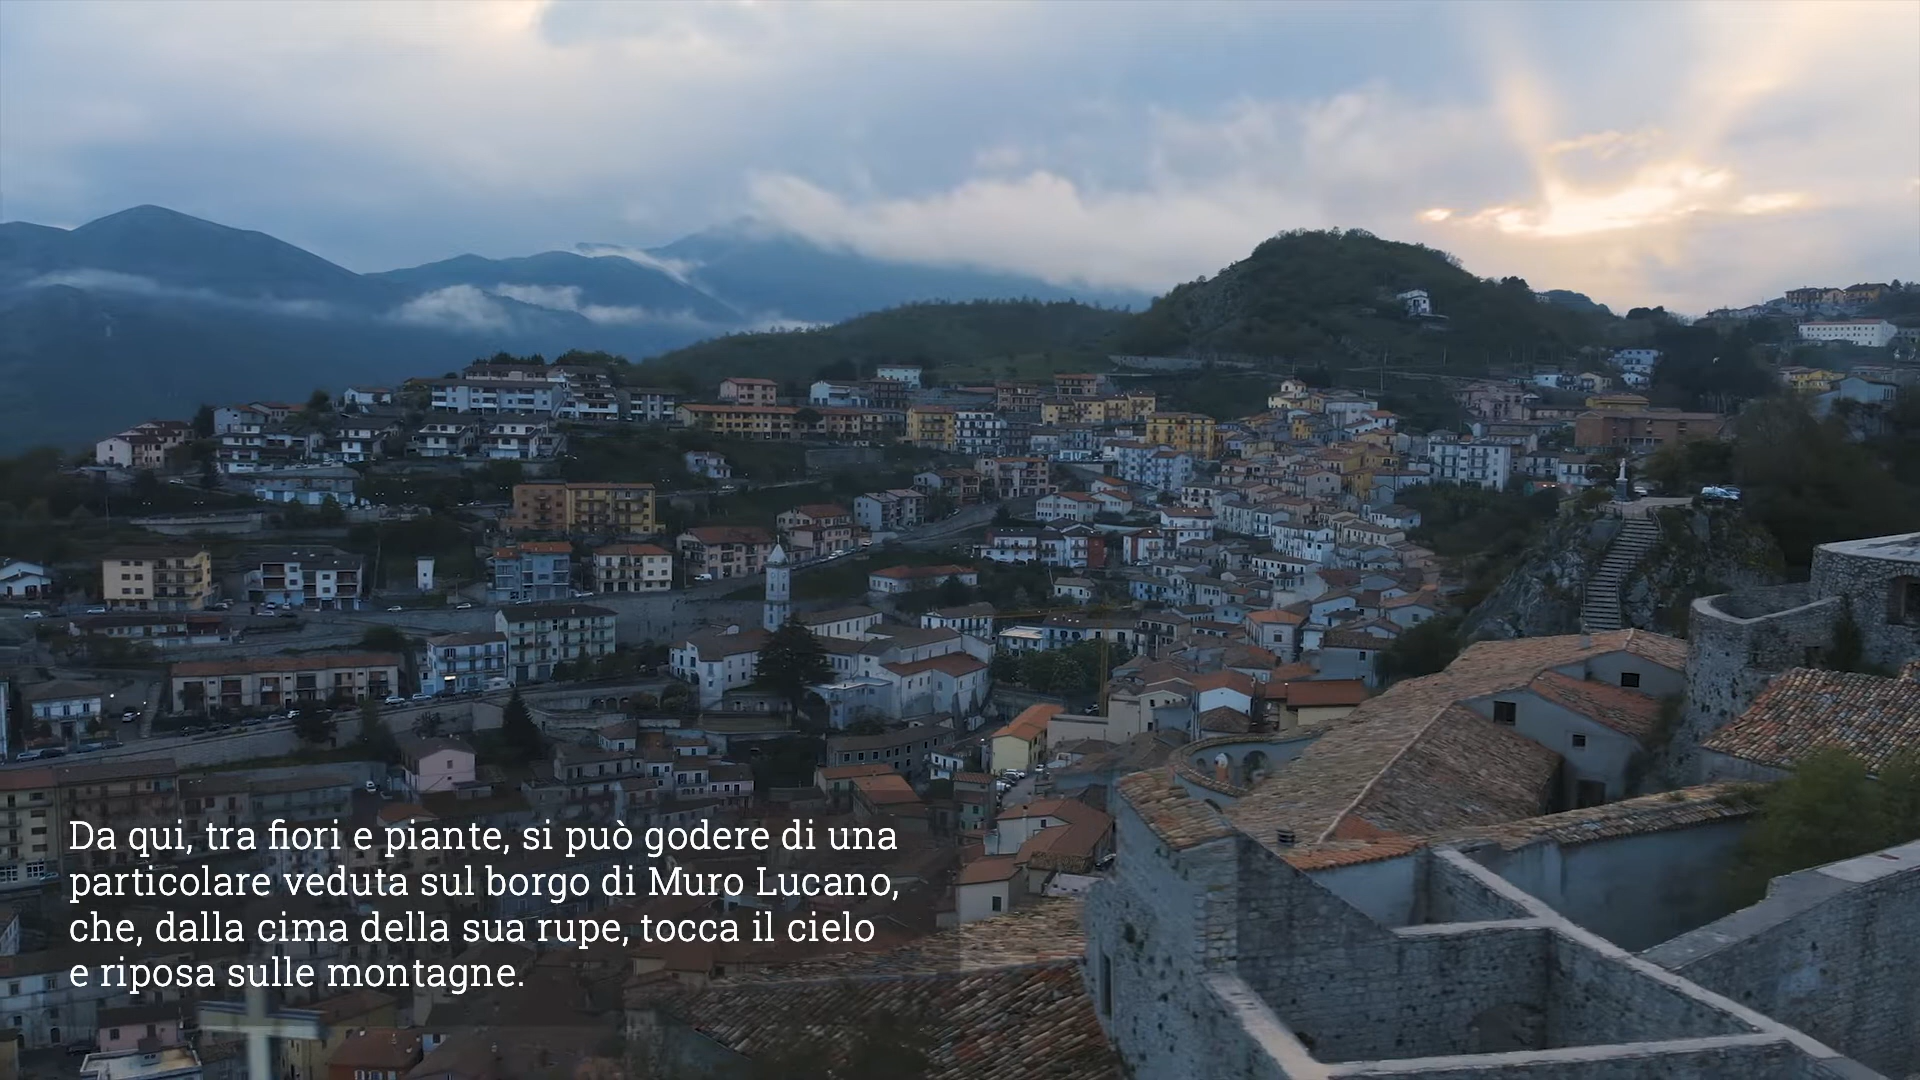 Da qui, tra fiori e piante, si può godere di una
particolare veduta sul borgo di Muro Lucano,
che, dalla cima della sua rupe, tocca il cielo
e riposa sulle montagne.